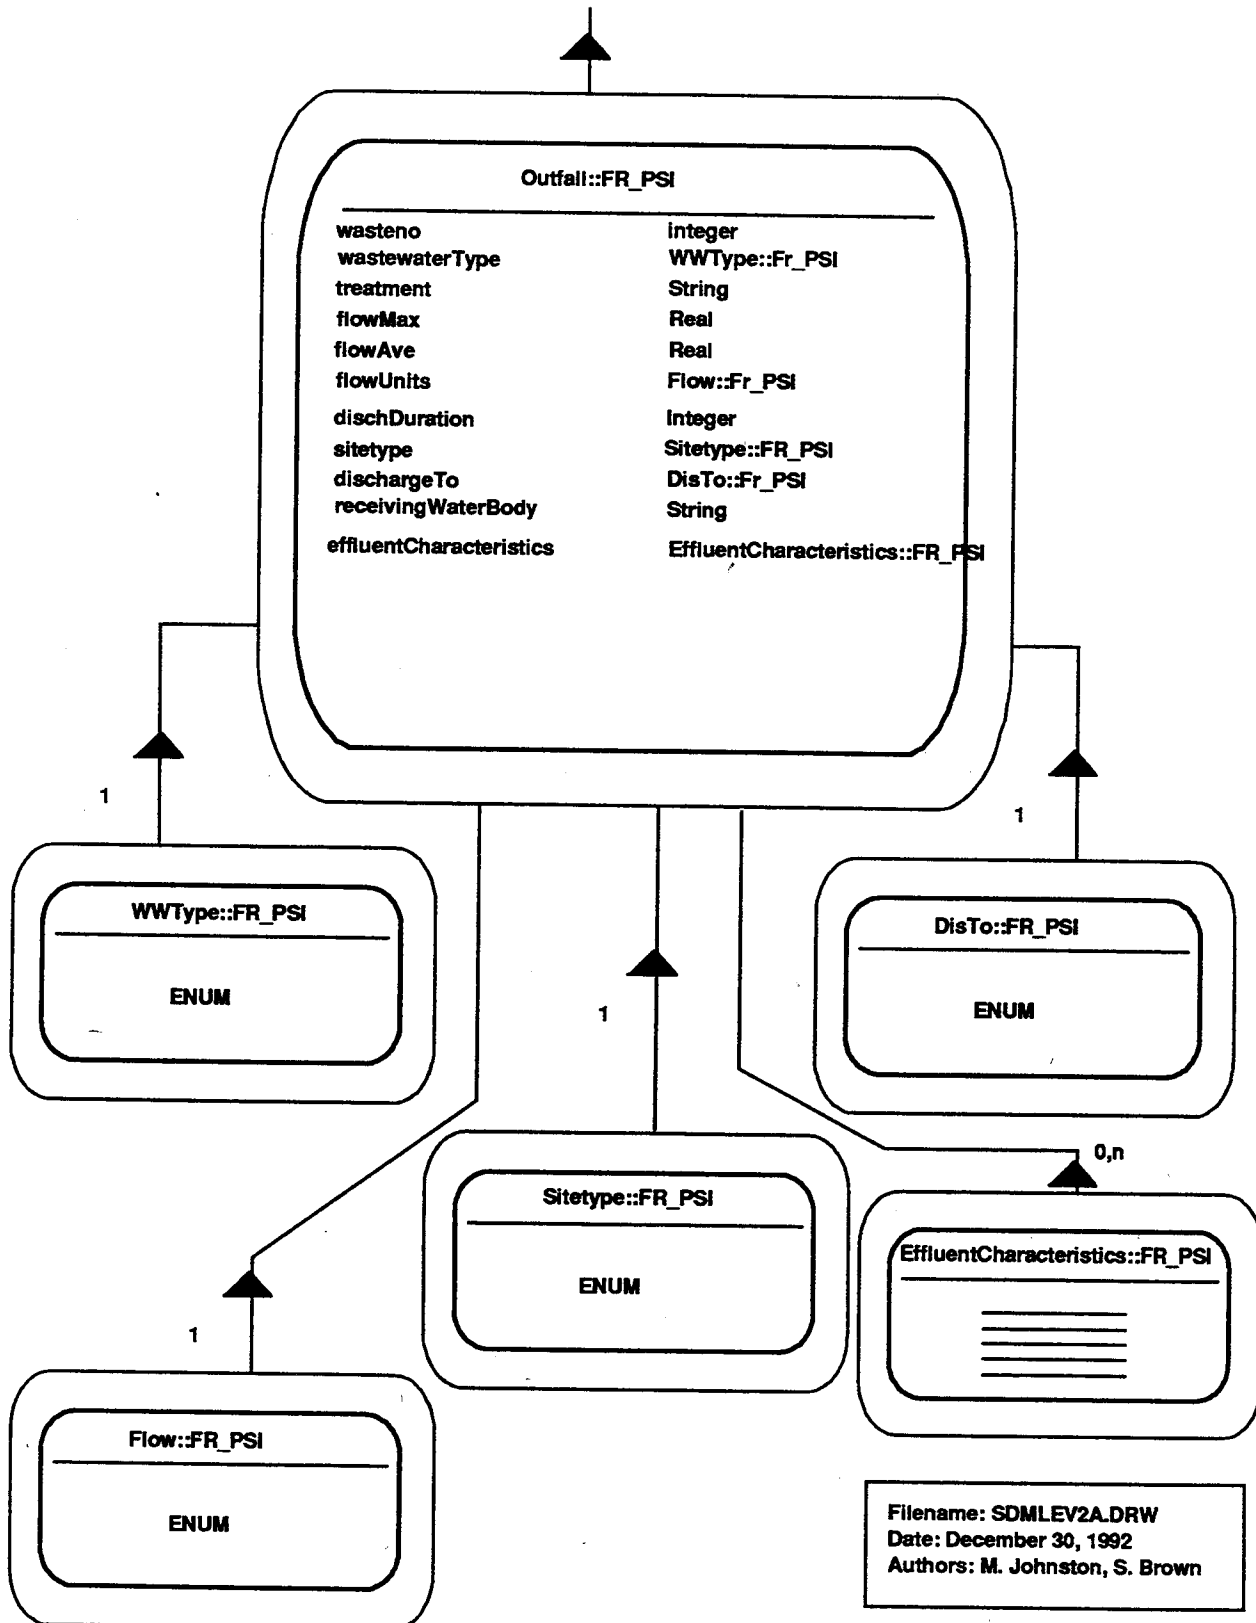 Outfall::FR_PSI
wasteno integer
wastewaterType WWType::Fr_PSI
treatment String
flowMax Real
flowAve Real
flowUnits Flow::Fr_PSI
dischDuration Integer
sitetype Sitetype::FR_PSI
dischargeTo DisTo::Fr_PSI
receivingWaterBody String
effluentCharacteristics EffluentCharacteristics::FR_PSI
1
1
WWType::FR_PSI
ENUM
DisTo::FR_PSI
ENUM
1
0,n
Sitetype::FR_PSI
ENUM
EffluentCharacteristics::FR_PSI
1
Flow::FR_PSI
ENUM
Filename: SDMLEV2A.DRW
Date: December 30, 1992
Authors: M. Johnston, S. Brown